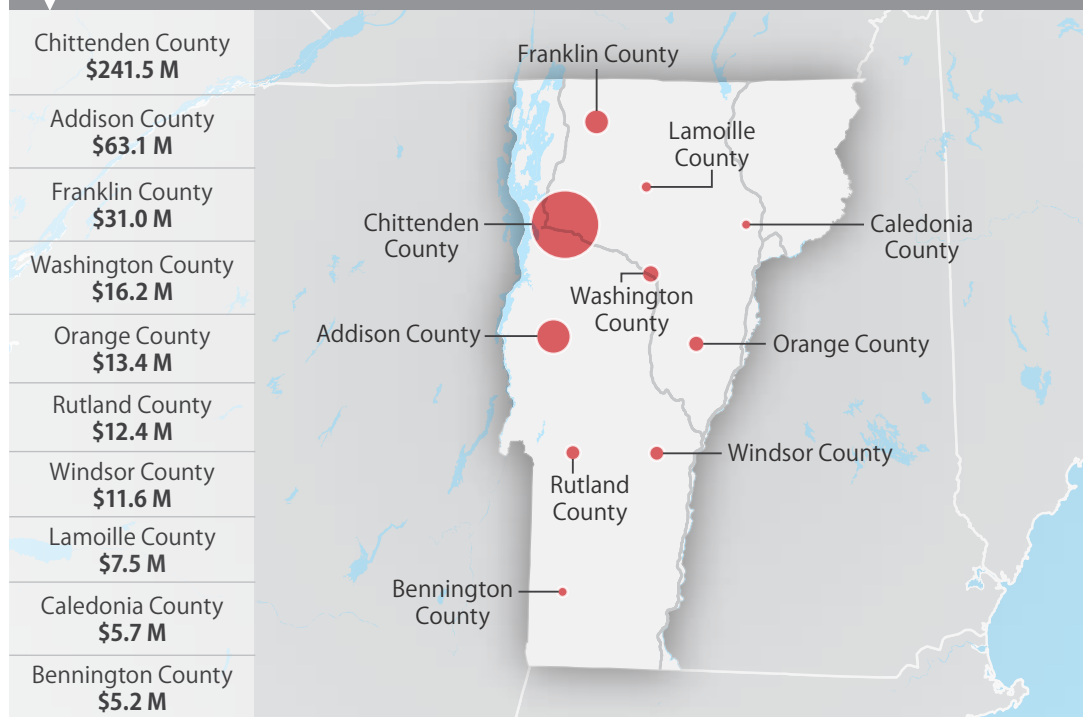 Chittenden County
$241.5 M
Addison County
$63.1 M
Franklin County
$31.0 M
Washington County
$16.2 M
Orange County
$13.4 M
Rutland County
$12.4 M
Windsor County
$11.6 M
Lamoille County
$7.5 M
Caledonia County
$5.7 M
Bennington County
$5.2 M
Franklin County
Lamoille
County
Chittenden
County
Caledonia
County
Washington
County
Addison County
Orange County
Windsor County
Rutland
County
Bennington
County